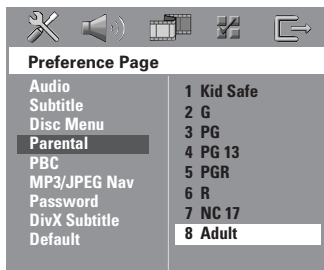 Preference Page
Audio
Subtitle
Disc Menu
Parental
PBC
MP3/JPEG Nav
Password
DivX Subtitle
Default
1 Kid Safe
2 G
3 PG
4 PG 13
5 PGR
6 R
7 NC 17
8 Adult